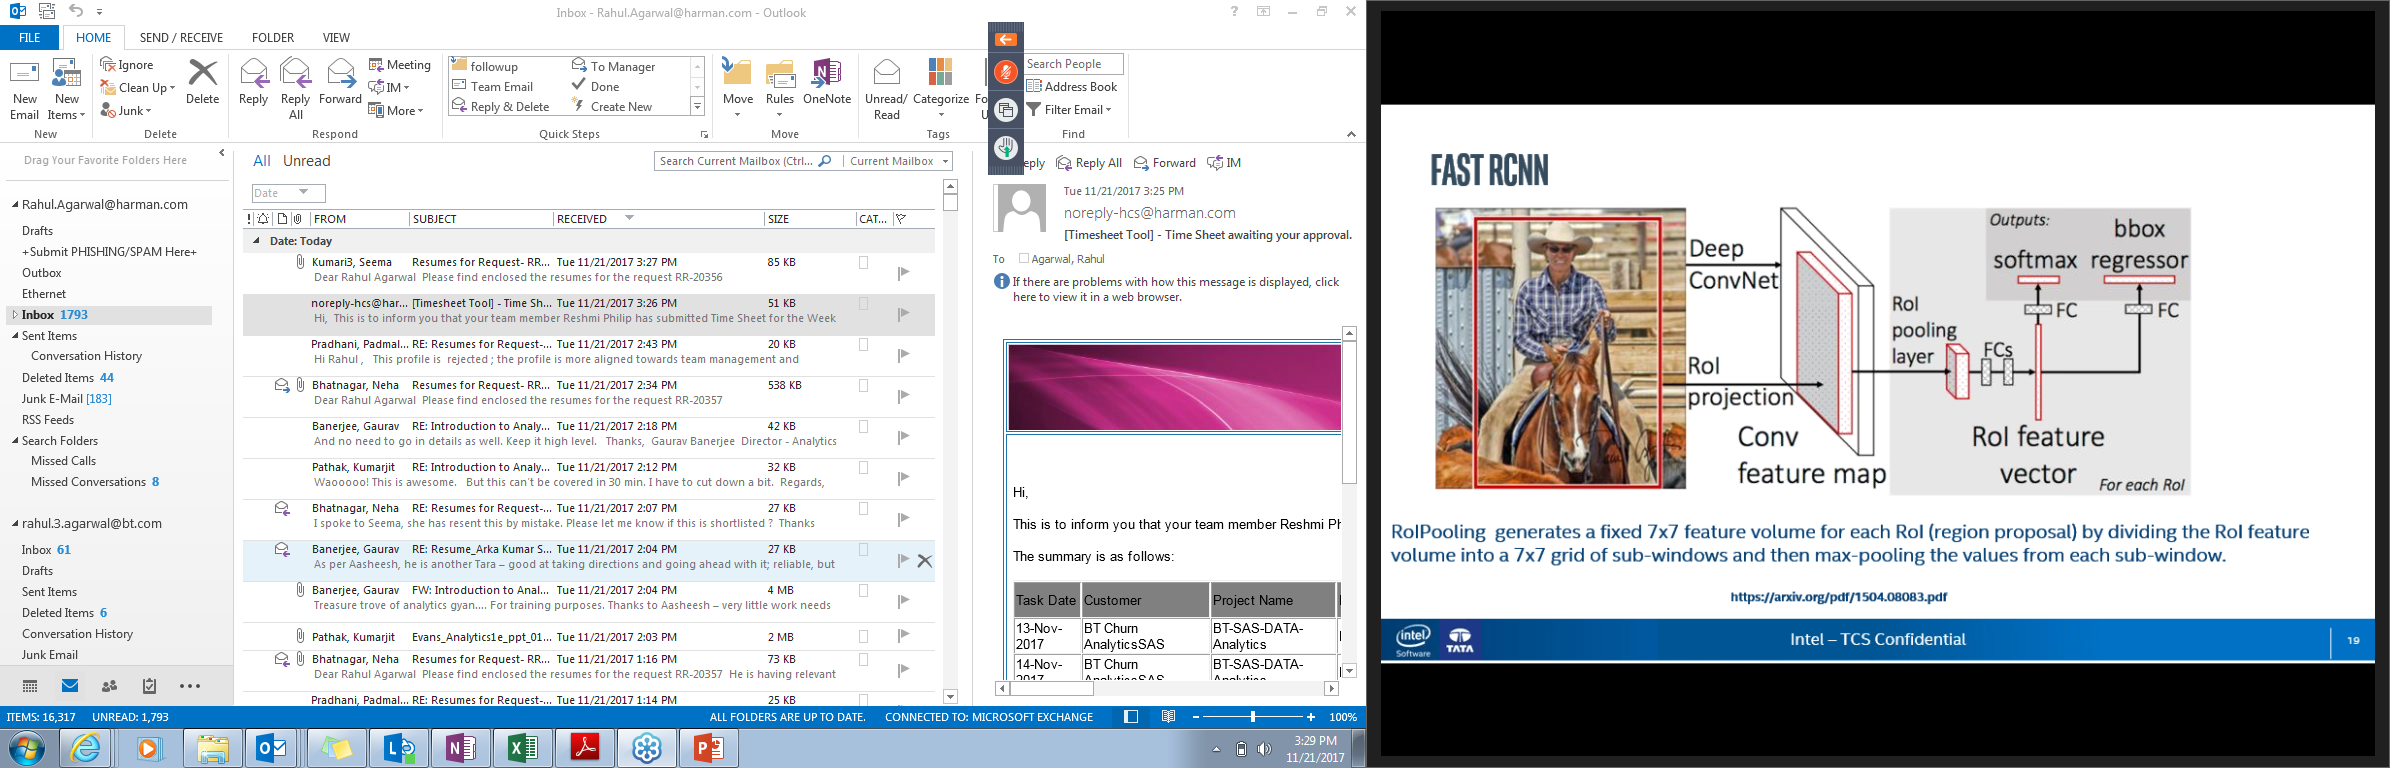 Inbox - Rahul.Agarwal@harman.com - Outlook
FILE HOME SEND / RECEIVE FOLDER VIEW
New Email
New Items
Ignore
Clean Up
Junk
Delete
Reply
Reply All
Forward
Meeting
IM
More
followup
Team Email
Reply & Delete
To Manager
Done
Create New
Move
Rules
OneNote
Unread/ Read
Categorize
Search People
Address Book
Filter Email
New Delete Respond Quick Steps Move Tags Find
Drag Your Favorite Folders Here
Rahul.Agarwal@harman.com
Drafts
+Submit PHISHING/SPAM Here+
Outbox
Ethernet
Inbox 1793
Sent Items
Conversation History
Deleted Items 44
Junk E-Mail [183]
RSS Feeds
Search Folders
Missed Calls
Missed Conversations 8
rahul.3.agarwal@bt.com
Inbox 61
Drafts
Sent Items
Deleted Items 6
Conversation History
Junk Email
All Unread
Search Current Mailbox (Ctrl... Current Mailbox
Date
! FROM SUBJECT RECEIVED SIZE CAT...
Date: Today
Kumari3, Seema Resumes for Request- RR... Tue 11/21/2017 3:27 PM 85 KB
Dear Rahul Agarwal Please find enclosed the resumes for the request RR-20356
noreply-hcs@har... [Timesheet Tool] - Time Sh... Tue 11/21/2017 3:26 PM 51 KB
Hi, This is to inform you that your team member Reshmi Philip has submitted Time Sheet for the Week
Pradhani, Padmal... RE: Resumes for Request-... Tue 11/21/2017 2:43 PM 20 KB
Hi Rahul , This profile is rejected ; the profile is more aligned towards team management and
Bhatnagar, Neha Resumes for Request- RR... Tue 11/21/2017 2:34 PM 538 KB
Dear Rahul Agarwal Please find enclosed the resumes for the request RR-20357
Banerjee, Gaurav RE: Introduction to Analy... Tue 11/21/2017 2:18 PM 42 KB
And no need to go in details as well. Keep it high level. Thanks, Gaurav Banerjee Director - Analytics
Pathak, Kumarjit RE: Introduction to Analy... Tue 11/21/2017 2:12 PM 32 KB
Waooooo! This is awesome. But this can't be covered in 30 min. I have to cut down a bit. Regards,
Bhatnagar, Neha RE: Resumes for Request-... Tue 11/21/2017 2:07 PM 27 KB
I spoke to Seema, she has resent this by mistake. Please let me know if this is shortlisted ? Thanks
Banerjee, Gaurav RE: Resume_Arka Kumar S... Tue 11/21/2017 2:04 PM 27 KB
As per Aasheesh, he is another Tara – good at taking directions and going ahead with it; reliable, but
Banerjee, Gaurav FW: Introduction to Anal... Tue 11/21/2017 2:04 PM 4 MB
Treasure trove of analytics gyan.... For training purposes. Thanks to Aasheesh – very little work needs
Pathak, Kumarjit Evans_Analytics1e_ppt_01... Tue 11/21/2017 2:03 PM 2 MB
Bhatnagar, Neha Resumes for Request- RR... Tue 11/21/2017 1:16 PM 73 KB
Dear Rahul Agarwal Please find enclosed the resumes for the request RR-20357 He is having relevant
Pradhani, Padmal... RE: Resumes for Request-... Tue 11/21/2017 1:14 PM 25 KB
eply Reply All Forward IM
Tue 11/21/2017 3:25 PM
noreply-hcs@harman.com
[Timesheet Tool] - Time Sheet awaiting your approval.
To Agarwal, Rahul
If there are problems with how this message is displayed, click
here to view it in a web browser.
Hi,
This is to inform you that your team member Reshmi Ph
The summary is as follows:
Task Date Customer Project Name
13-Nov-2017 BT Churn AnalyticsSAS BT-SAS-DATA-Analytics
14-Nov-2017 BT Churn AnalyticsSAS BT-SAS-DATA-Analytics
ITEMS: 16,317 UNREAD: 1,793 ALL FOLDERS ARE UP TO DATE. CONNECTED TO: MICROSOFT EXCHANGE 100%
3:29 PM
11/21/2017
FAST RCNN
Deep
ConvNet
RoI
projection
Conv
feature map
Outputs:
bbox
softmax regressor
FC FC
RoI
pooling
layer
FCs
RoI feature
vector
For each RoI
RoIPooling generates a fixed 7x7 feature volume for each RoI (region proposal) by dividing the RoI feature
volume into a 7x7 grid of sub-windows and then max-pooling the values from each sub-window.
https://arxiv.org/pdf/1504.08083.pdf
intel
Software
TATA
Intel – TCS Confidential
19